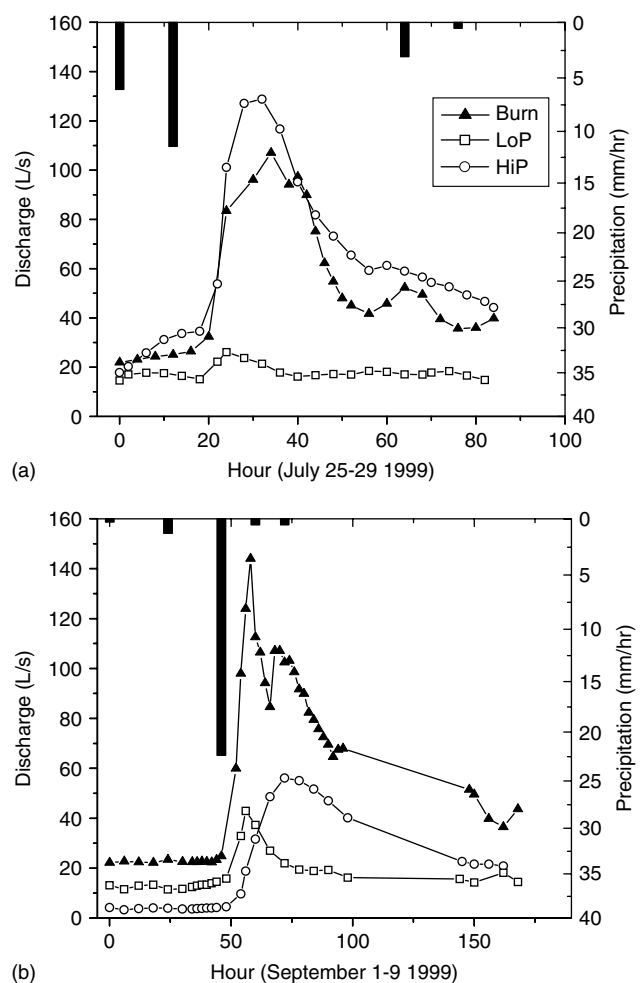 160
140
120
100
80
60
40
20
0
Discharge (L/s)
0
5
10
15
20
25
30
35
40
Precipitation (mm/hr)
Burn
LoP
HiP
0 20 40 60 80 100
(a)
Hour (July 25-29 1999)
160
140
120
100
80
60
40
20
0
Discharge (L/s)
0
5
10
15
20
25
30
35
40
Precipitation (mm/hr)
0 50 100 150
(b)
Hour (September 1-9 1999)